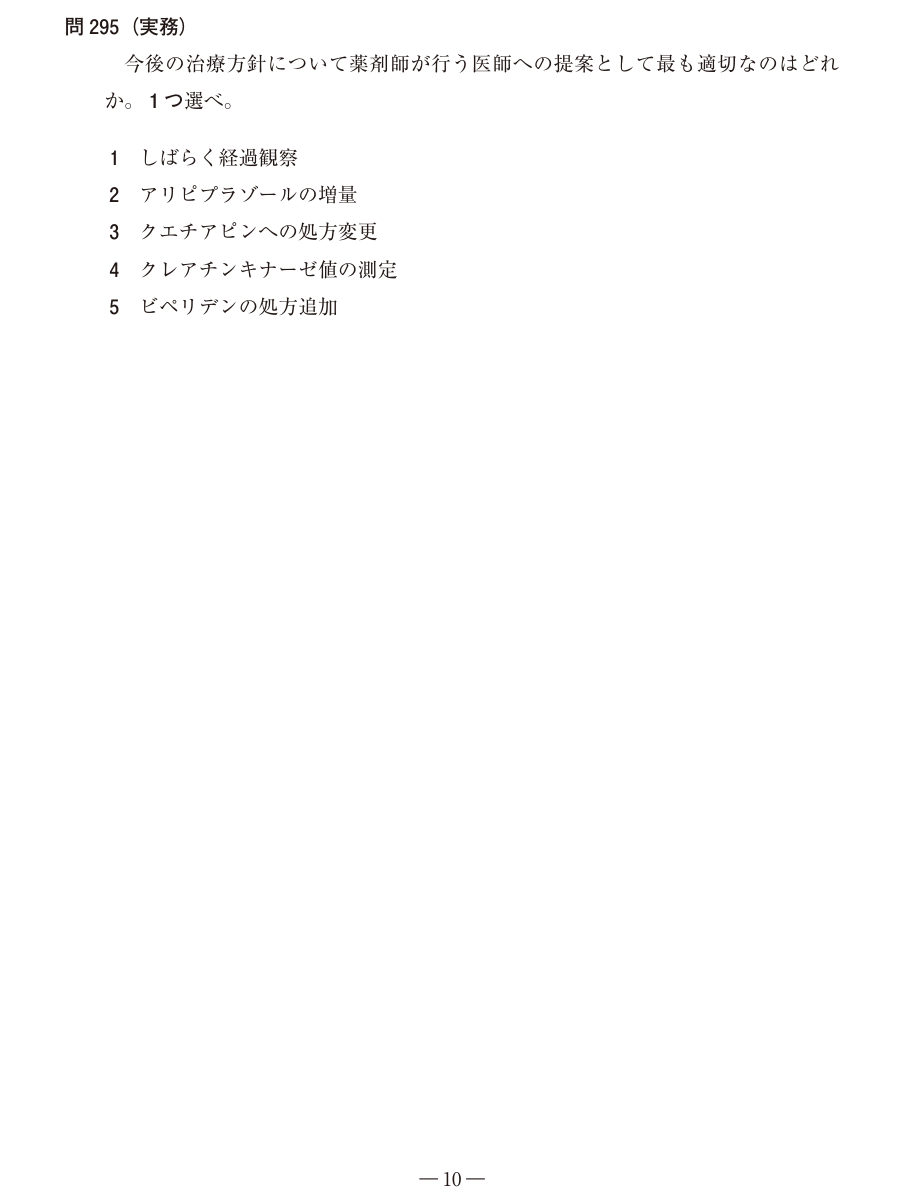 問 295（実務）
今後の治療方針について薬剤師が行う医師への提案として最も適切なのはどれ
か。1つ選べ。
1 しばらく経過観察
2 アリピプラゾールの増量
3 クエチアピンへの処方変更
4 クレアチンキナーゼ値の測定
5 ビペリデンの処方追加
― 10 ―